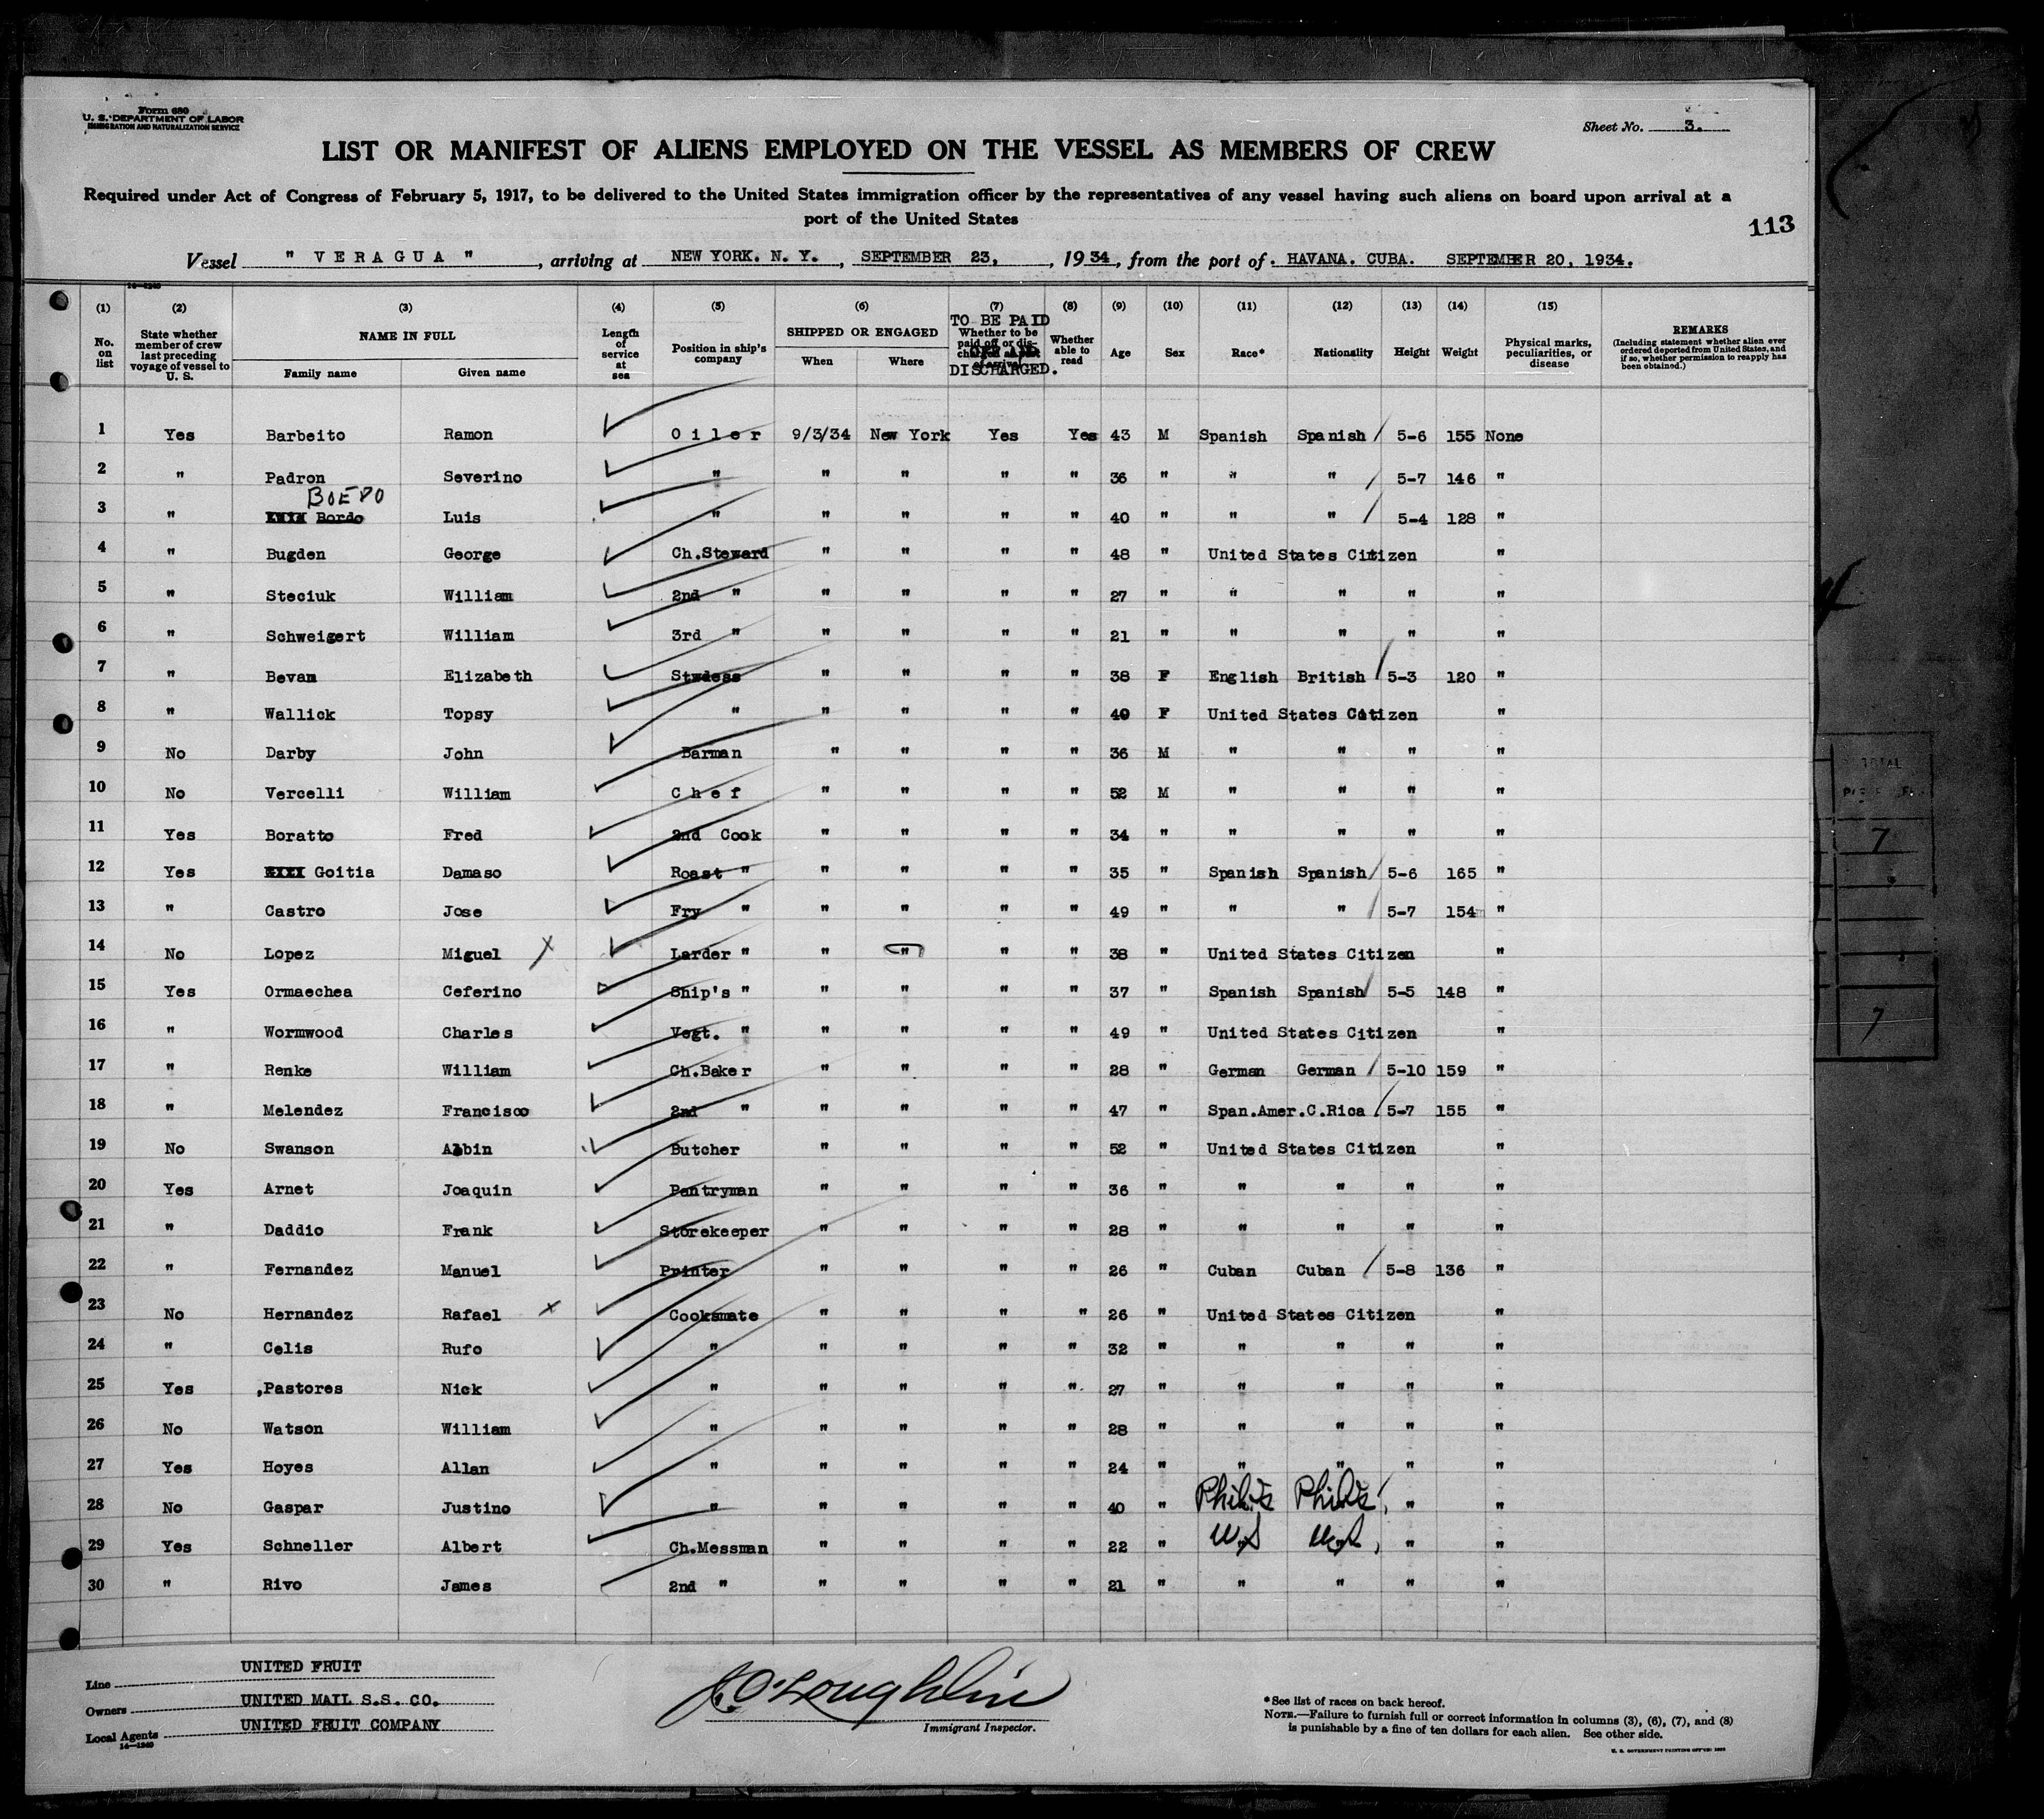 Form 680
U. S. DEPARTMENT OF LABOR
IMMIGRATION AND NATURALIZATION SERVICE
Sheet No. 3.
LIST OR MANIFEST OF ALIENS EMPLOYED ON THE VESSEL AS MEMBERS OF CREW
Required under Act of Congress of February 5, 1917, to be delivered to the United States immigration officer by the representatives of any vessel having such aliens on board upon arrival at a
port of the United States
113
Vessel " VERAGUA ", arriving at NEW YORK. N. Y., SEPTEMBER 23, , 1934, from the port of. HAVANA. CUBA. SEPTEMBER 20, 1934.
14—1240
(1) (2) (3) (4) (5) (6) (7) (8) (9) (10) (11) (12) (13) (14) (15)
No. on list
State whether member of crew last preceding voyage of vessel to U. S.
NAME IN FULL
Family name Given name
Length of service at sea
Position in ship's company
SHIPPED OR ENGAGED
When Where
TO BE PAID
Whether to be paid off or dis-
OFF AND
DISCHARGED.
Whether able to read
Age
Sex
Race*
Nationality
Height
Weight
Physical marks, peculiarities, or disease
REMARKS
(Including statement whether alien ever ordered deported from United States, and if so, whether permission to reapply has been obtained.)
1 Yes Barbeito Ramon Oiler 9/3/34 New York Yes Yes 43 M Spanish Spanish 5-6 155 None
2 " Padron Severino " " " " " 36 " " " 5-7 146 "
BOEDO
3 " Bordo Luis " " " " " 40 " " " 5-4 128 "
4 " Bugden George Ch.Steward " " " " 48 " United States Citizen "
5 " Steciuk William 2nd " " " " " 27 " " " " "
6 " Schweigert William 3rd " " " " " 21 " " " " "
7 " Bevan Elizabeth Stwdess " " " " 38 F English British 5-3 120 "
8 " Wallick Topsy " " " " " 40 F United States Citizen "
9 No Darby John Barman " " " " 36 M " " " "
10 No Vercelli William Chef " " " " 52 M " " " "
11 Yes Boratto Fred 2nd Cook " " " " 34 " " " " "
12 Yes Goitia Damaso Roast " " " " " 35 " Spanish Spanish 5-6 165 "
13 " Castro Jose Fry " " " " " 49 " " " 5-7 154 "
14 No Lopez Miguel X Larder " " " " " 38 " United States Citizen "
15 Yes Ormaechea Ceferino Ship's " " " " " 37 " Spanish Spanish 5-5 148 "
16 " Wormwood Charles Vegt. " " " " " 49 " United States Citizen "
17 " Renke William Ch.Baker " " " " 28 " German German 5-10 159 "
18 " Melendez Francisco 2nd " " " " " 47 " Span.Amer.C.Rica 5-7 155 "
19 No Swanson Albin Butcher " " " " 52 " United States Citizen "
20 Yes Arnet Joaquin Pantryman " " " " 36 " " " " "
21 " Daddio Frank Storekeeper " " " " 28 " " " " "
22 " Fernandez Manuel Printer " " " " 26 " Cuban Cuban 5-8 136 "
23 No Hernandez Rafael x Cooksmate " " " " 26 " United States Citizen "
24 " Celis Rufo " " " " " 32 " " " " "
25 Yes Pastores Nick " " " " " 27 " " " " "
26 No Watson William " " " " " 28 " " " " "
27 Yes Hoyes Allan " " " " " 24 " " " " "
28 No Gaspar Justino " " " " " 40 " " "
29 Yes Schneller Albert Ch.Messman " " " " 22 " U.S U.S. " "
30 " Rivo James 2nd " " " " " 21 " " " " "
Line UNITED FRUIT
Owners UNITED MAIL S.S. CO.
Local Agents UNITED FRUIT COMPANY
14—1240
J. O'Loughlin
Immigrant Inspector.
*See list of races on back hereof.
NOTE.—Failure to furnish full or correct information in columns (3), (6), (7), and (8)
is punishable by a fine of ten dollars for each alien. See other side.
TOTAL
7
7